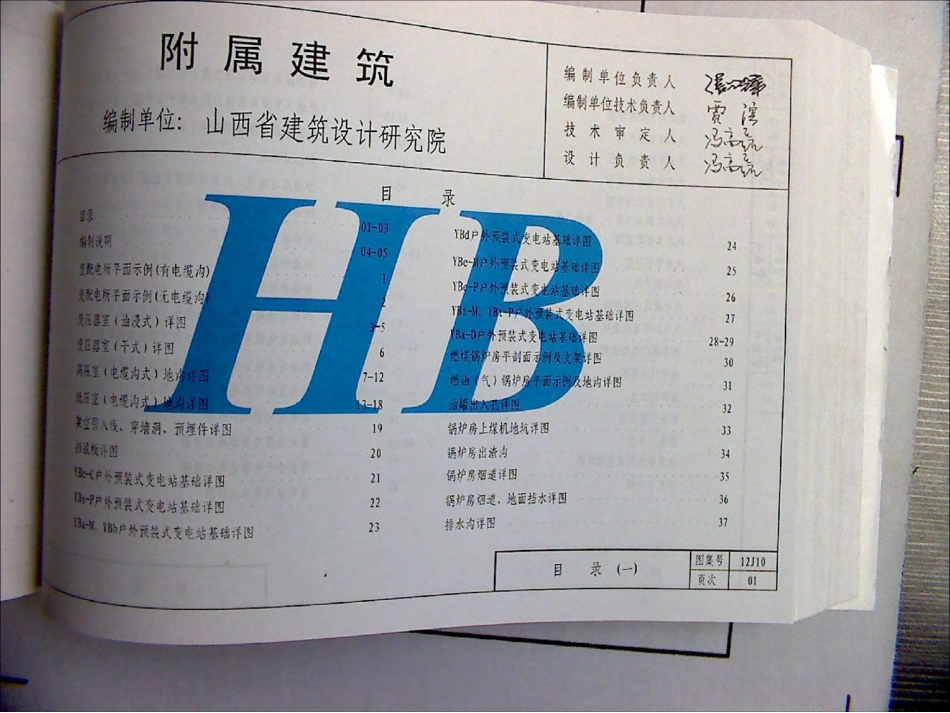 附属建筑
编制单位: 山西省建筑设计研究院
编制单位负责人
编制单位技术负责人 贾
技术审定人 冯高
设计负责人 冯高
目 录
目录 01-03
编制说明 04-05
变配电所平面示例(有电缆沟) 1
变配电所平面示例(无电缆沟) 2
变压器室(油浸式)详图 3-5
变压器室(干式)详图 6
高压室(电缆沟式)地沟详图 7-12
低压室(电缆沟式)地沟详图 13-18
架空引入线、穿墙洞、预埋件详图 19
挡鼠板详图 20
户外预装式变电站基础详图 21
户外预装式变电站基础详图 22
户外预装式变电站基础详图 23
YBd户外预装式变电站基础详图 24
户外预装式变电站基础详图 25
户外预装式变电站基础详图 26
户外预装式变电站基础详图 27
户外预装式变电站基础详图 28-29
燃煤锅炉房平剖面示例及支架详图 30
燃油(气)锅炉房平面示例及地沟详图 31
油罐出入孔详图 32
锅炉房上煤机地坑详图 33
锅炉房出渣沟 34
锅炉房烟道详图 35
锅炉房烟道、地面挡水详图 36
排水沟详图 37
HB
目 录 (一)
图集号 12J10
页次 01